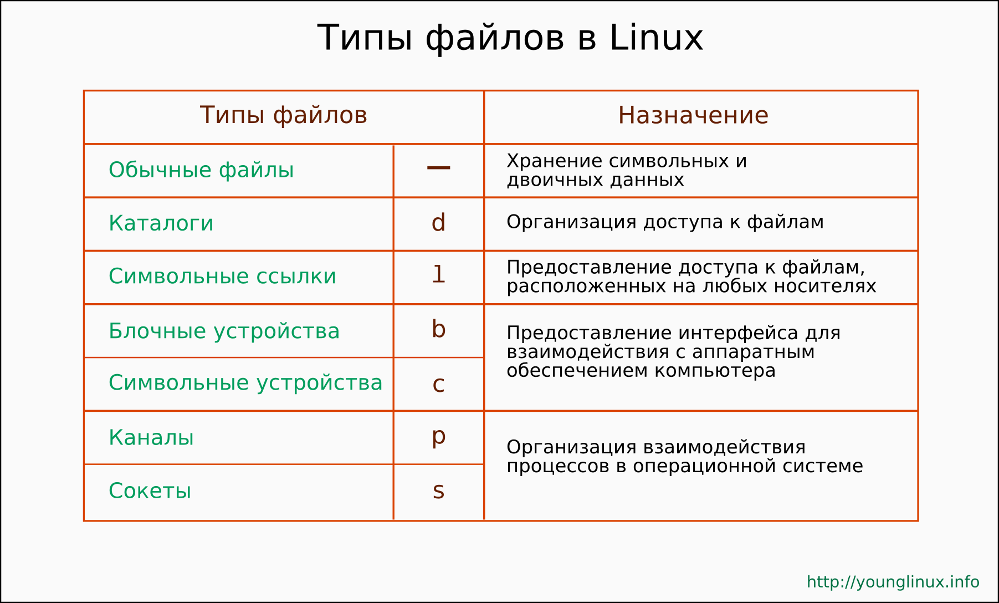 Типы файлов в Linux
Типы файлов
Назначение
Обычные файлы
—
Хранение символьных и
двоичных данных
Каталоги
d
Организация доступа к файлам
Символьные ссылки
l
Предоставление доступа к файлам,
расположенных на любых носителях
Блочные устройства
b
Предоставление интерфейса для
взаимодействия с аппаратным
обеспечением компьютера
Символьные устройства
c
Каналы
p
Организация взаимодействия
процессов в операционной системе
Сокеты
s
http://younglinux.info